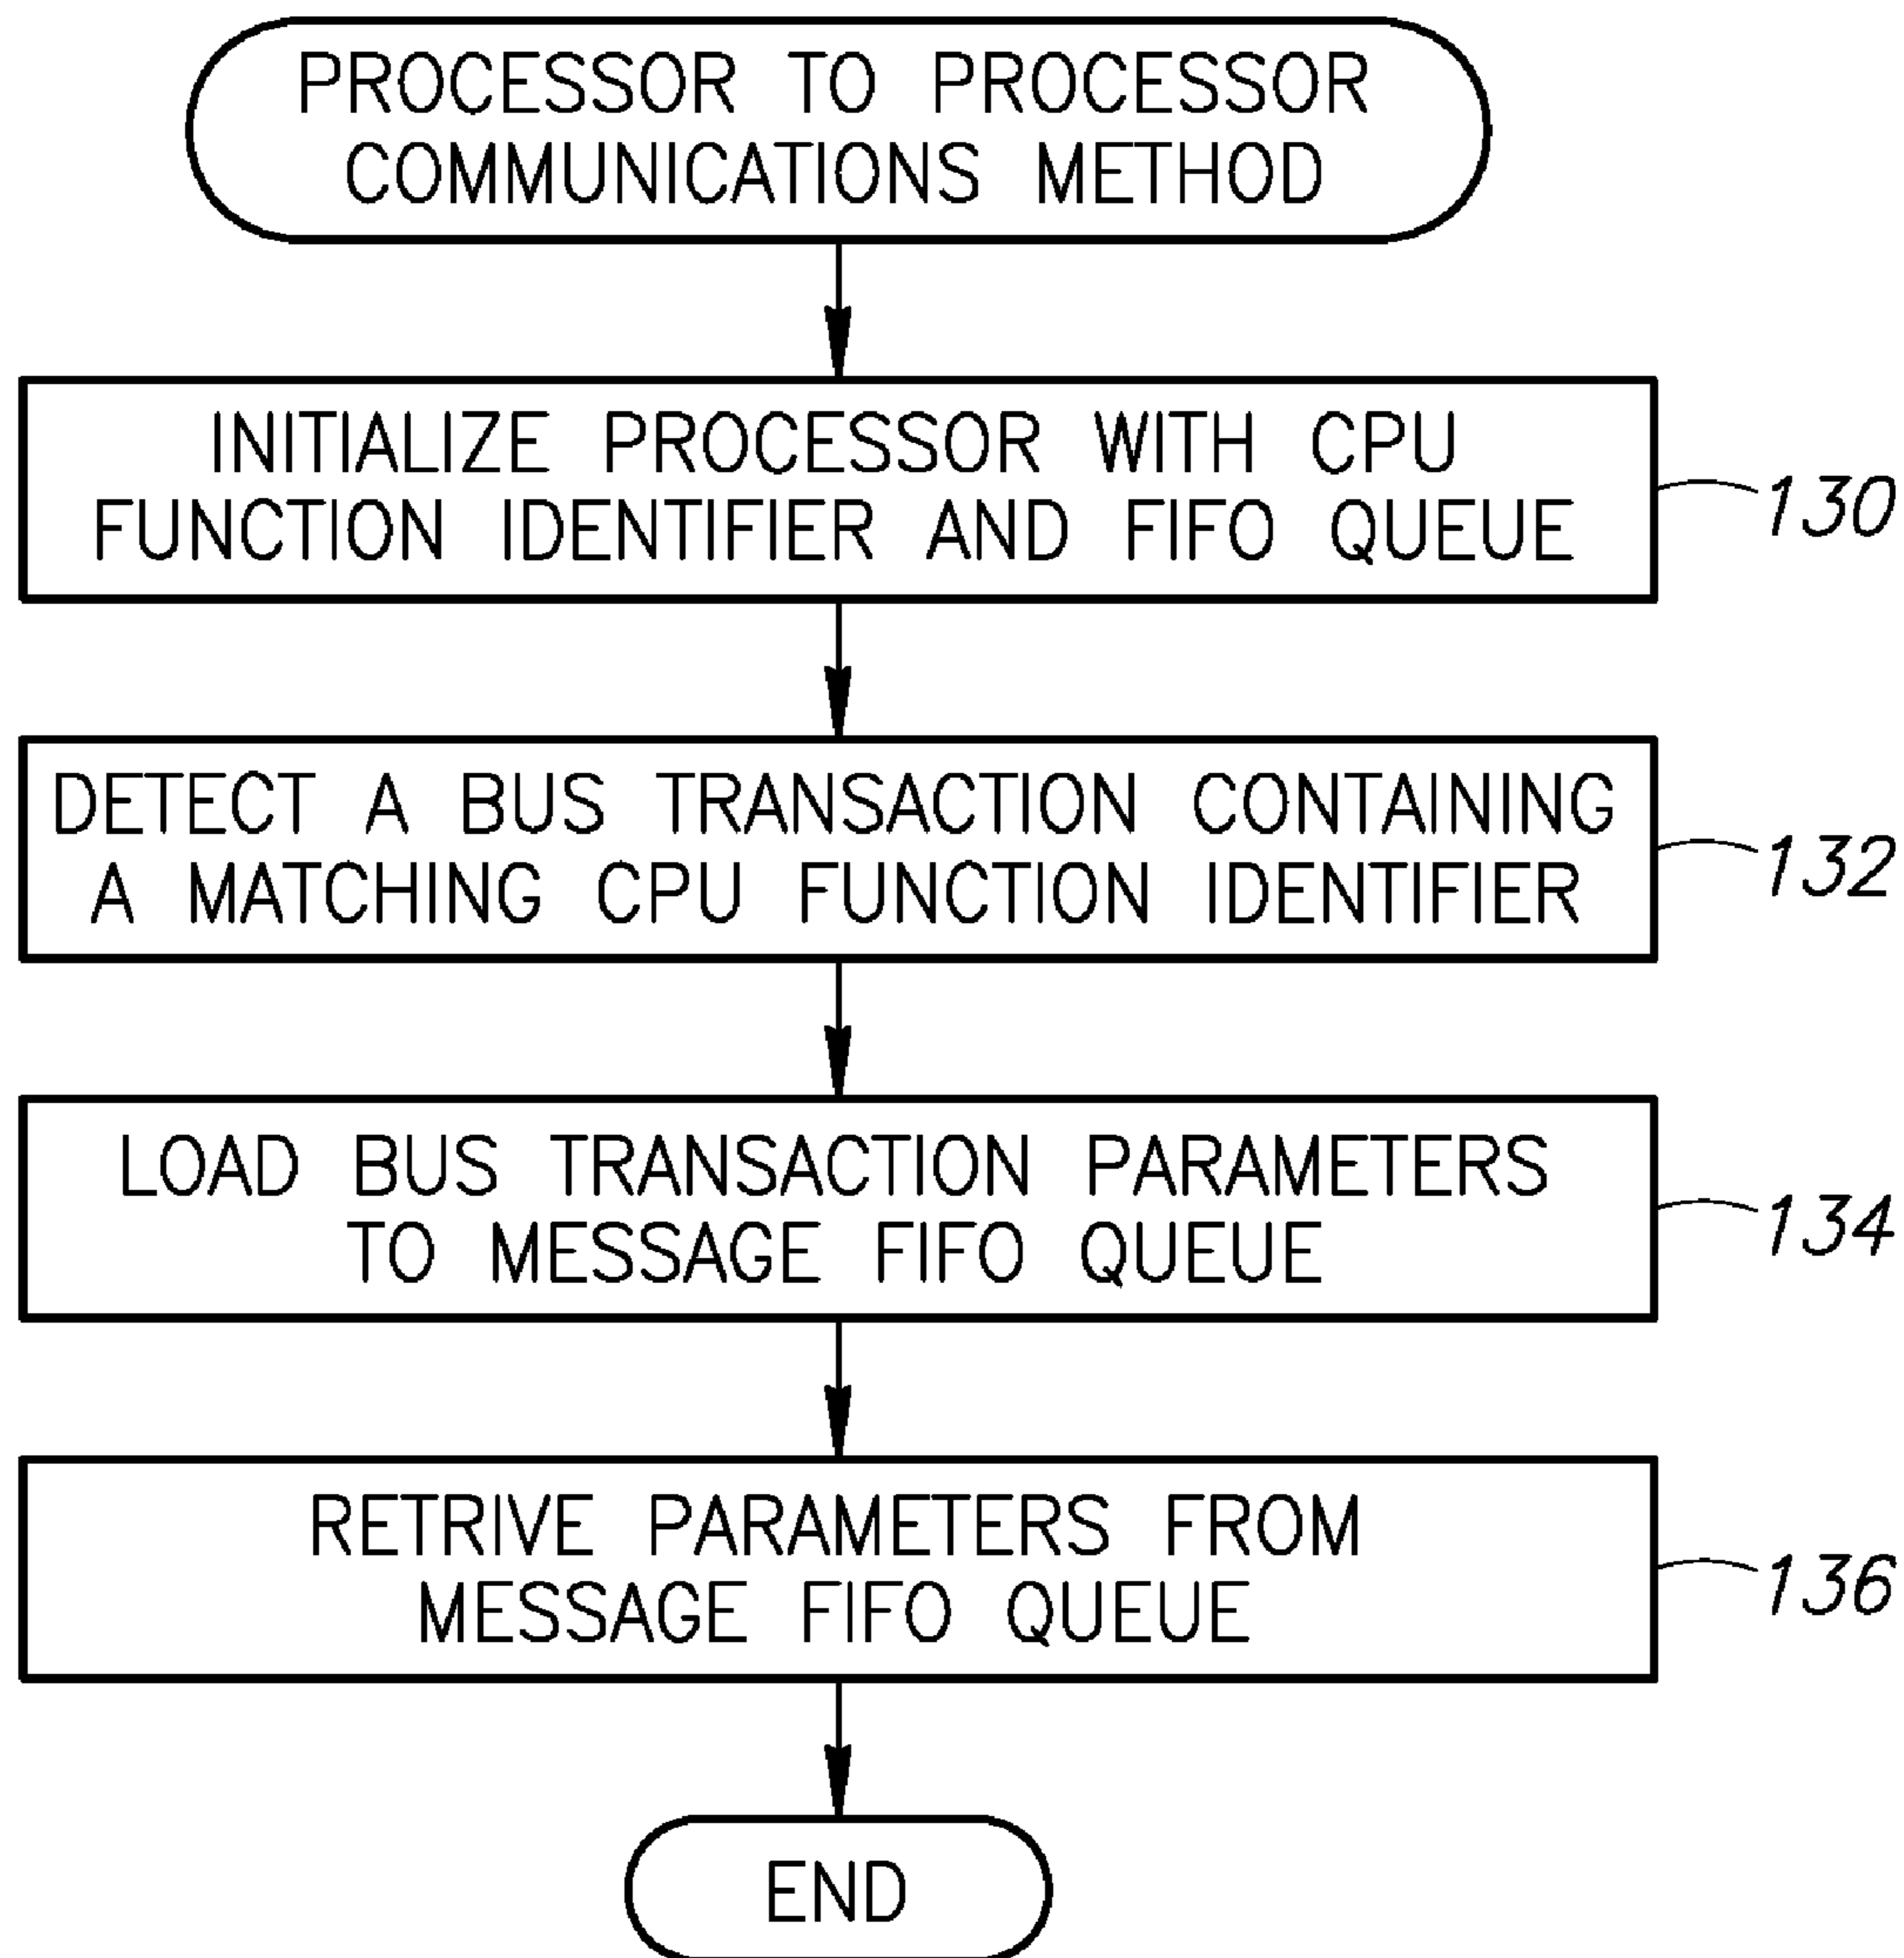 PROCESSOR TO PROCESSOR
COMMUNICATIONS METHOD
INITIALIZE PROCESSOR WITH CPU
FUNCTION IDENTIFIER AND FIFO QUEUE
130
DETECT A BUS TRANSACTION CONTAINING
A MATCHING CPU FUNCTION IDENTIFIER
132
LOAD BUS TRANSACTION PARAMETERS
TO MESSAGE FIFO QUEUE
134
RETRIVE PARAMETERS FROM
MESSAGE FIFO QUEUE
136
END